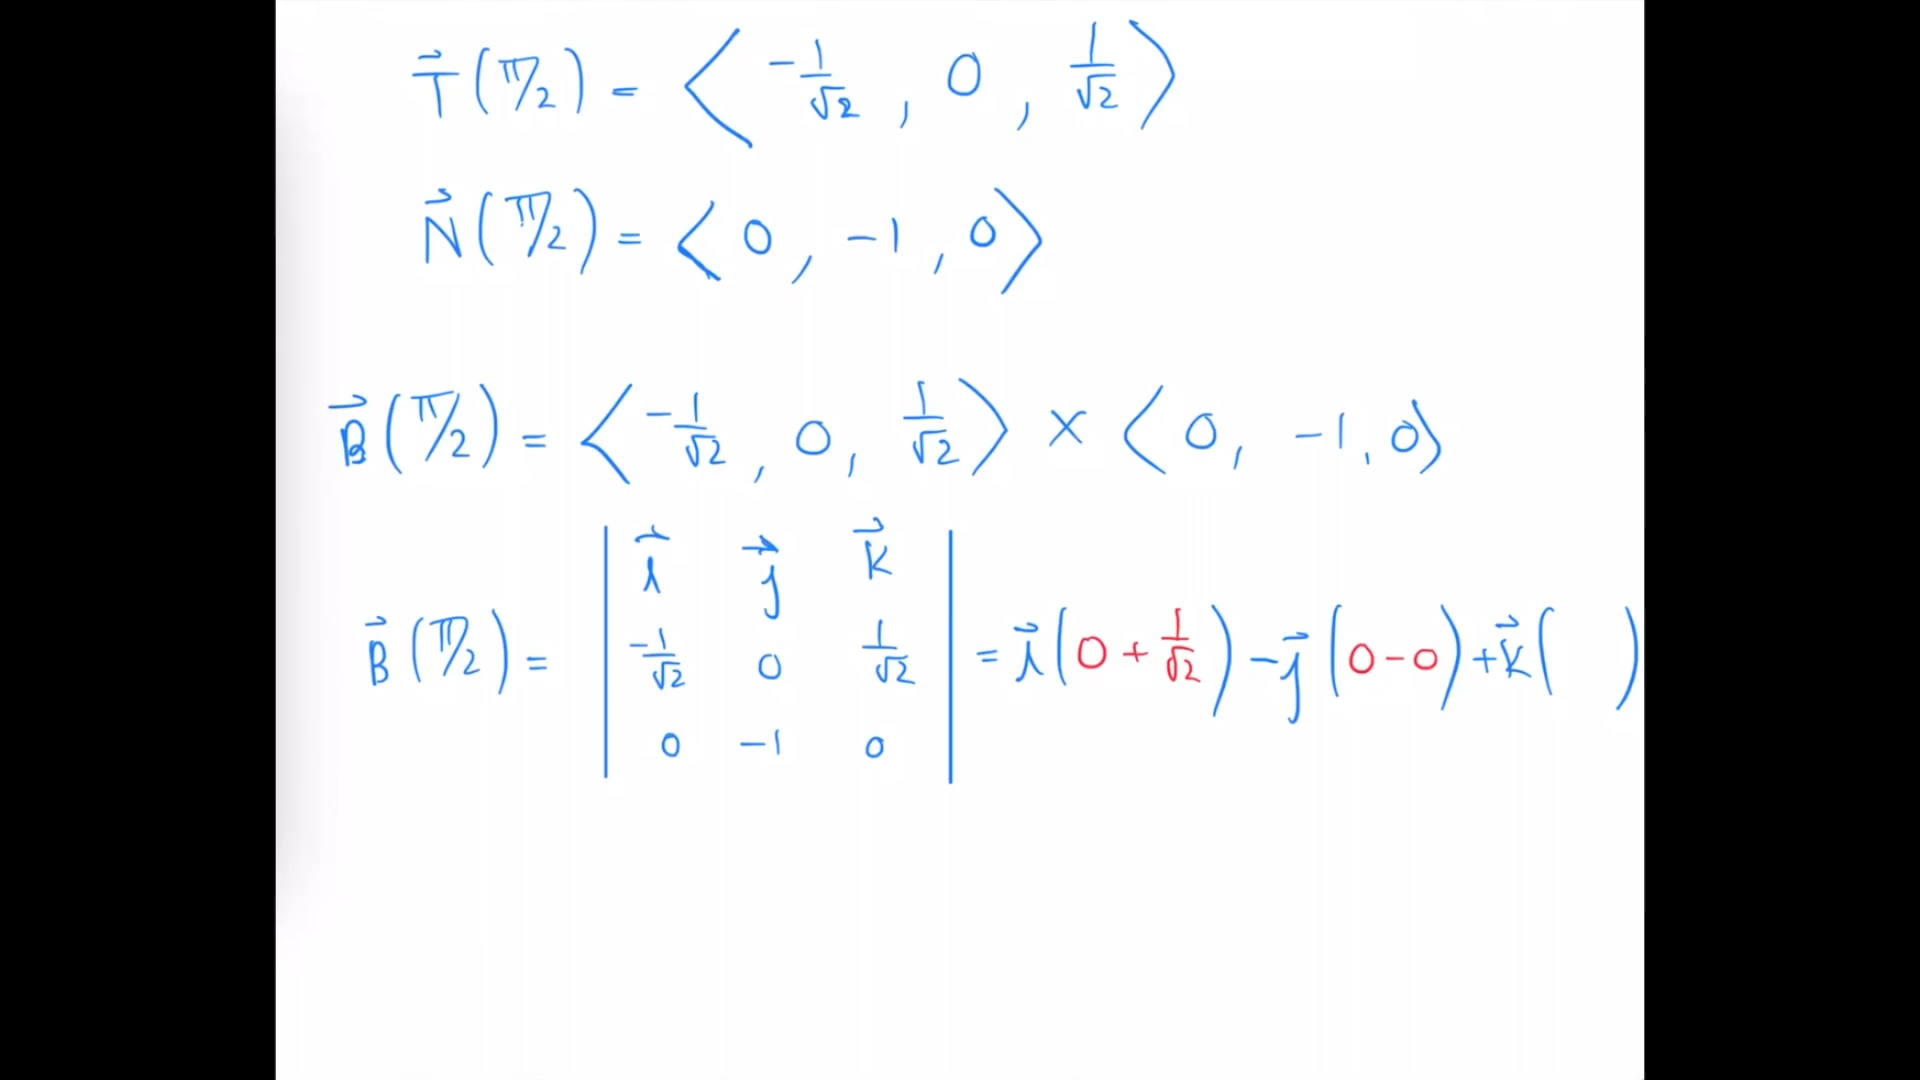 T⃗(π/2) = ⟨ -1/√2 , 0 , 1/√2 ⟩
N⃗(π/2) = ⟨ 0 , -1 , 0 ⟩
B⃗(π/2) = ⟨ -1/√2 , 0 , 1/√2 ⟩ × ⟨ 0 , -1 , 0 ⟩
B⃗(π/2) = | i⃗ j⃗ k⃗ ; -1/√2 0 1/√2 ; 0 -1 0 | = i⃗(0 + 1/√2) - j⃗(0-0) + k⃗( )